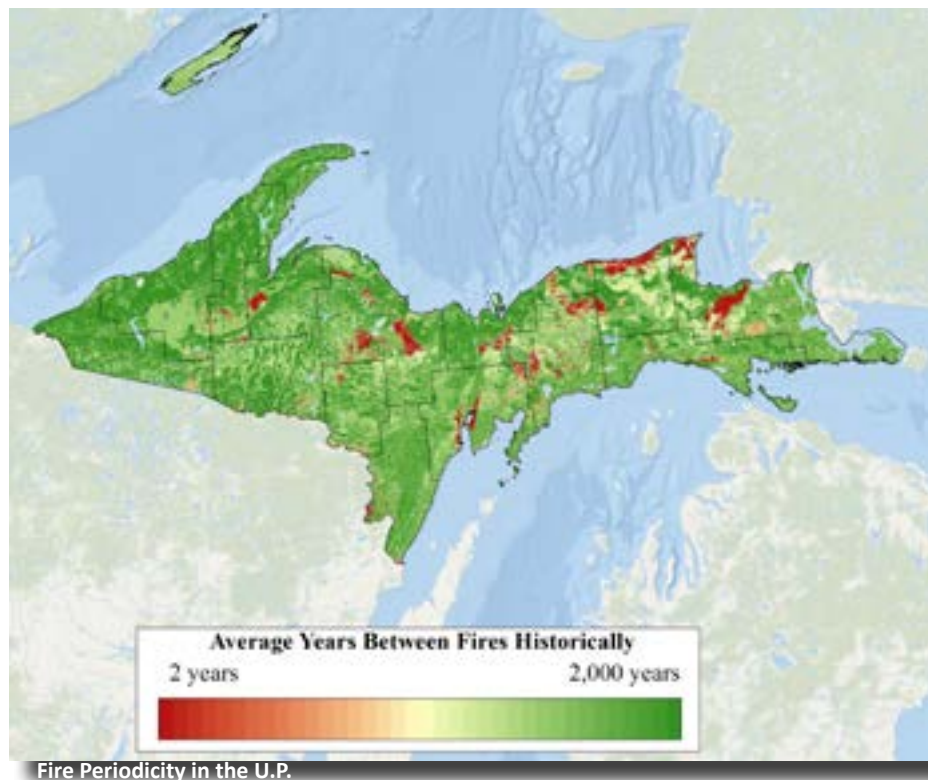 Average Years Between Fires Historically
2 years 2,000 years
Fire Periodicity in the U.P.